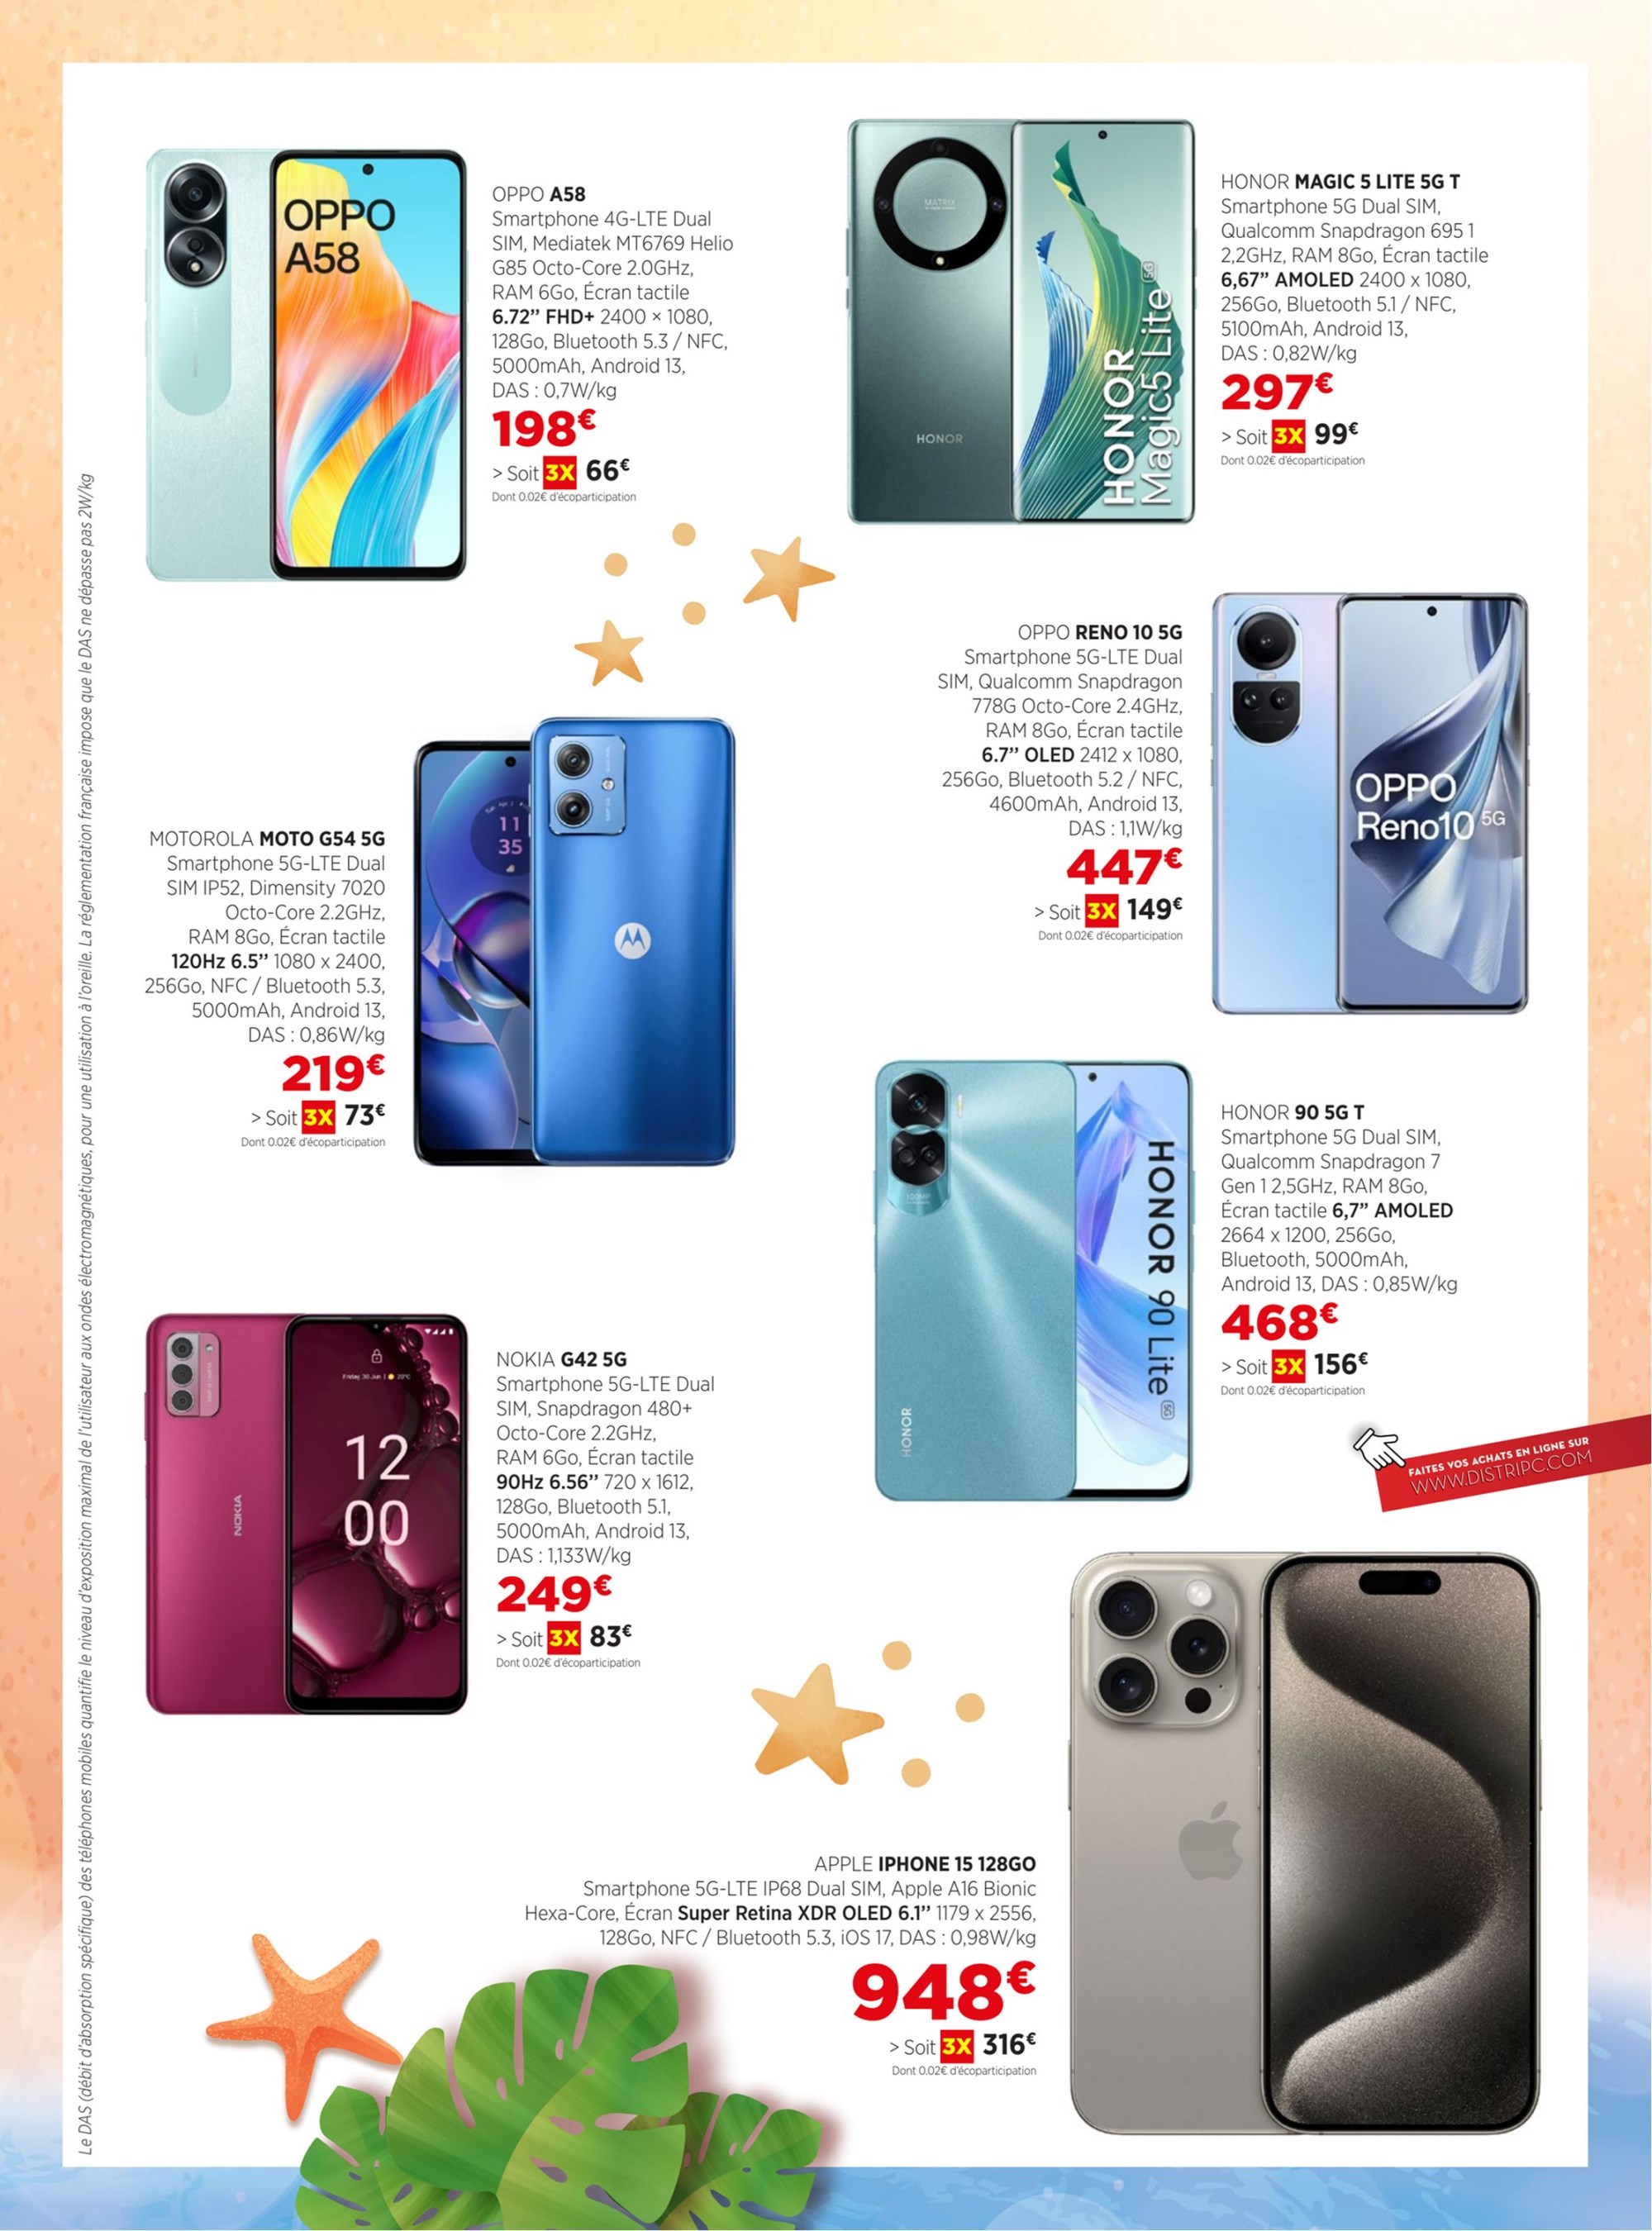 OPPO
A58
OPPO A58
Smartphone 4G-LTE Dual
SIM, Mediatek MT6769 Helio
G85 Octo-Core 2.0GHz,
RAM 6Go, Écran tactile
6.72” FHD+ 2400 × 1080,
128Go, Bluetooth 5.3 / NFC,
5000mAh, Android 13,
DAS : 0,7W/kg
198€
> Soit 3X 66€
Dont 0.02€ d'écoparticipation
MATRIX
HONOR
HONOR
Magic5 Lite 5G
HONOR MAGIC 5 LITE 5G T
Smartphone 5G Dual SIM,
Qualcomm Snapdragon 695 1
2,2GHz, RAM 8Go, Écran tactile
6,67” AMOLED 2400 x 1080,
256Go, Bluetooth 5.1 / NFC,
5100mAh, Android 13,
DAS : 0,82W/kg
297€
> Soit 3X 99€
Dont 0.02€ d'écoparticipation
OPPO RENO 10 5G
Smartphone 5G-LTE Dual
SIM, Qualcomm Snapdragon
778G Octo-Core 2.4GHz,
RAM 8Go, Écran tactile
6.7” OLED 2412 x 1080,
256Go, Bluetooth 5.2 / NFC,
4600mAh, Android 13,
DAS : 1,1W/kg
447€
> Soit 3X 149€
Dont 0.02€ d'écoparticipation
OPPO
Reno10 5G
MOTOROLA MOTO G54 5G
Smartphone 5G-LTE Dual
SIM IP52, Dimensity 7020
Octo-Core 2.2GHz,
RAM 8Go, Écran tactile
120Hz 6.5” 1080 x 2400,
256Go, NFC / Bluetooth 5.3,
5000mAh, Android 13,
DAS : 0,86W/kg
219€
> Soit 3X 73€
Dont 0.02€ d'écoparticipation
11
35
100MP
HONOR
HONOR 90 Lite 5G
HONOR 90 5G T
Smartphone 5G Dual SIM,
Qualcomm Snapdragon 7
Gen 1 2,5GHz, RAM 8Go,
Écran tactile 6,7” AMOLED
2664 x 1200, 256Go,
Bluetooth, 5000mAh,
Android 13, DAS : 0,85W/kg
468€
> Soit 3X 156€
Dont 0.02€ d'écoparticipation
FAITES VOS ACHATS EN LIGNE SUR
WWW.DISTRIPC.COM
NOKIA
Friday, 30 Jun | 20°C
12
00
NOKIA G42 5G
Smartphone 5G-LTE Dual
SIM, Snapdragon 480+
Octo-Core 2.2GHz,
RAM 6Go, Écran tactile
90Hz 6.56” 720 x 1612,
128Go, Bluetooth 5.1,
5000mAh, Android 13,
DAS : 1,133W/kg
249€
> Soit 3X 83€
Dont 0.02€ d'écoparticipation
APPLE IPHONE 15 128GO
Smartphone 5G-LTE IP68 Dual SIM, Apple A16 Bionic
Hexa-Core, Écran Super Retina XDR OLED 6.1” 1179 x 2556,
128Go, NFC / Bluetooth 5.3, iOS 17, DAS : 0,98W/kg
948€
> Soit 3X 316€
Dont 0.02€ d'écoparticipation
Le DAS (débit d'absorption spécifique) des téléphones mobiles quantifie le niveau d'exposition maximal de l'utilisateur aux ondes électromagnétiques, pour une utilisation à l'oreille. La réglementation française impose que le DAS ne dépasse pas 2W/kg